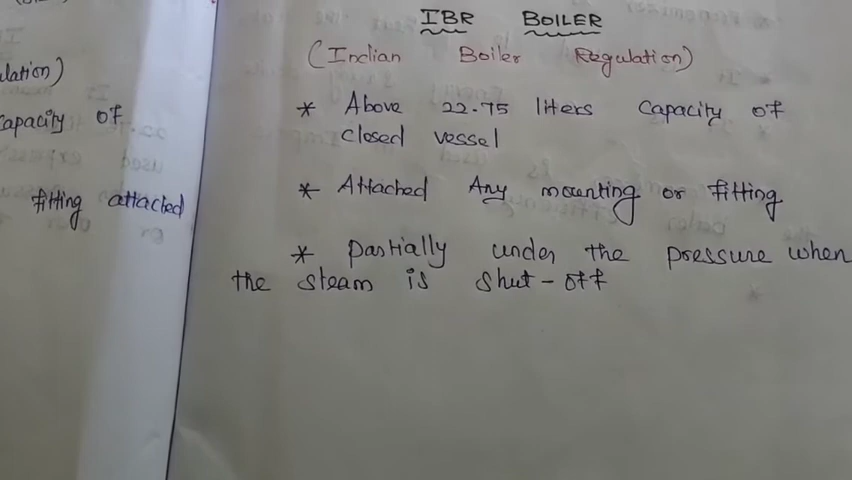 ulation)
capacity of
fitting attached
IBR BOILER
(Indian Boiler Regulation)
* Above 22.75 liters capacity of
closed vessel
* Attached Any mounting or fitting
* partially under the pressure when
the steam is shut-off